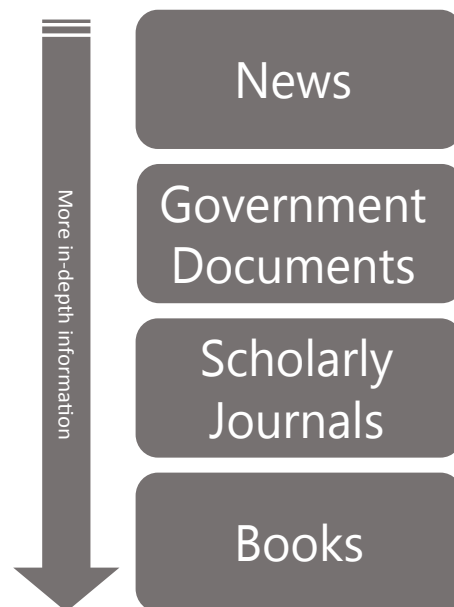 News
Government
Documents
Scholarly
Journals
Books
More in-depth information